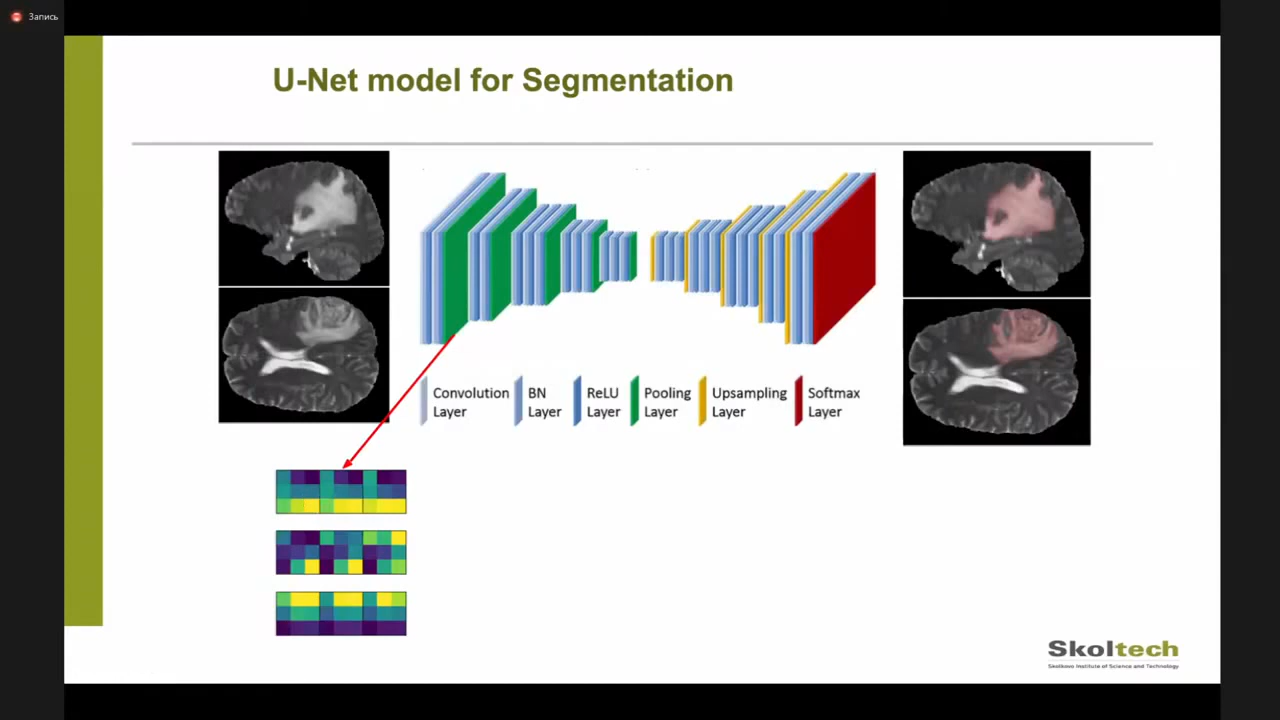 Запись
U-Net model for Segmentation
Convolution Layer
BN Layer
ReLU Layer
Pooling Layer
Upsampling Layer
Softmax Layer
Skoltech
Skolkovo Institute of Science and Technology